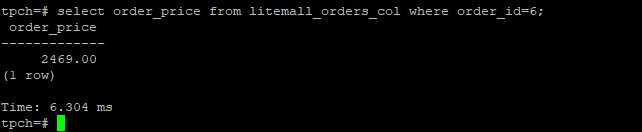 tpch=# select order_price from litemall_orders_col where order_id=6;
order_price
-------------
2469.00
(1 row)
Time: 6.304 ms
tpch=#